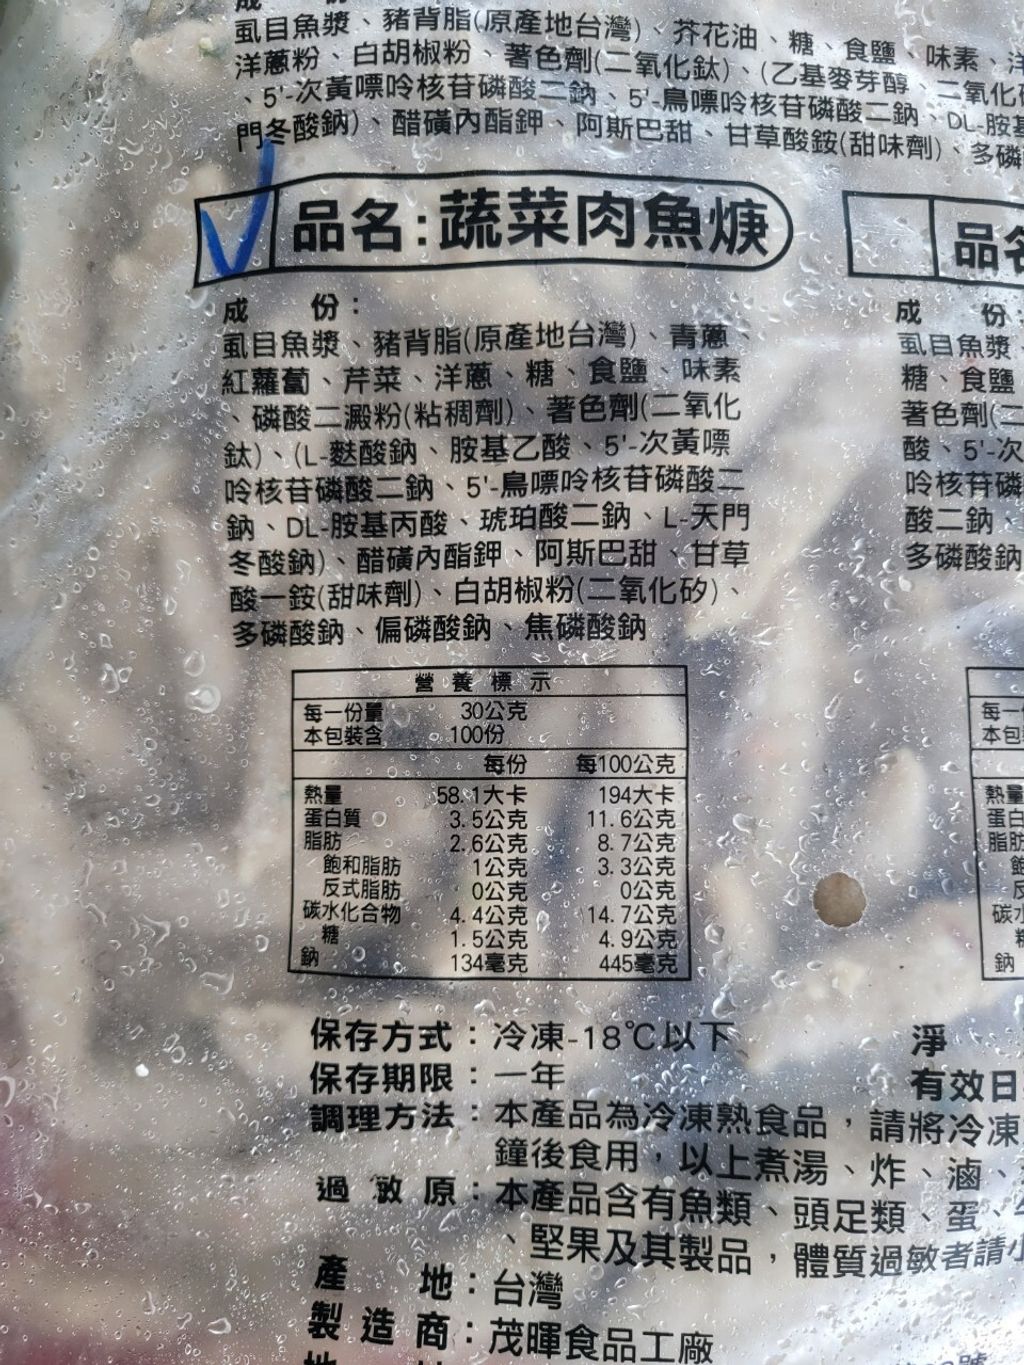 虱目魚漿、豬背脂(原產地台灣)、芥花油、糖、食鹽、味素、洋
洋蔥粉、白胡椒粉、著色劑(二氧化鈦)、(乙基麥芽醇、二氧化
、5'-次黃嘌呤核苷磷酸二鈉、5'-鳥嘌呤核苷磷酸二鈉、DL-胺基
門冬酸鈉)、醋磺內酯鉀、阿斯巴甜、甘草酸銨(甜味劑)、多磷
品名:蔬菜肉魚焿
品名
成份:
虱目魚漿、豬背脂(原產地台灣)、青蔥、
紅蘿蔔、芹菜、洋蔥、糖、食鹽、味素
、磷酸二澱粉(粘稠劑)、著色劑(二氧化
鈦)、(L-麩酸鈉、胺基乙酸、5'-次黃嘌
呤核苷磷酸二鈉、5'-鳥嘌呤核苷磷酸二
鈉、DL-胺基丙酸、琥珀酸二鈉、L-天門
冬酸鈉)、醋磺內酯鉀、阿斯巴甜、甘草
酸一銨(甜味劑)、白胡椒粉(二氧化矽)、
多磷酸鈉、偏磷酸鈉、焦磷酸鈉
成份:
虱目魚漿、
糖、食鹽
著色劑(二
酸、5'-次
呤核苷磷
酸二鈉、
多磷酸鈉
營養標示
每一份量 30公克
本包裝含 100份
每份 每100公克
熱量 58.1大卡 194大卡
蛋白質 3.5公克 11.6公克
脂肪 2.6公克 8.7公克
飽和脂肪 1公克 3.3公克
反式脂肪 0公克 0公克
碳水化合物 4.4公克 14.7公克
糖 1.5公克 4.9公克
鈉 134毫克 445毫克
每一
本包
熱量
蛋白
脂肪
碳水
鈉
保存方式:冷凍-18℃以下
淨
保存期限:一年
有效日
調理方法:本產品為冷凍熟食品,請將冷凍
鐘後食用,以上煮湯、炸、滷、
過敏原:本產品含有魚類、頭足類、蛋、
、堅果及其製品,體質過敏者請小
產地:台灣
製造商:茂暉食品工廠